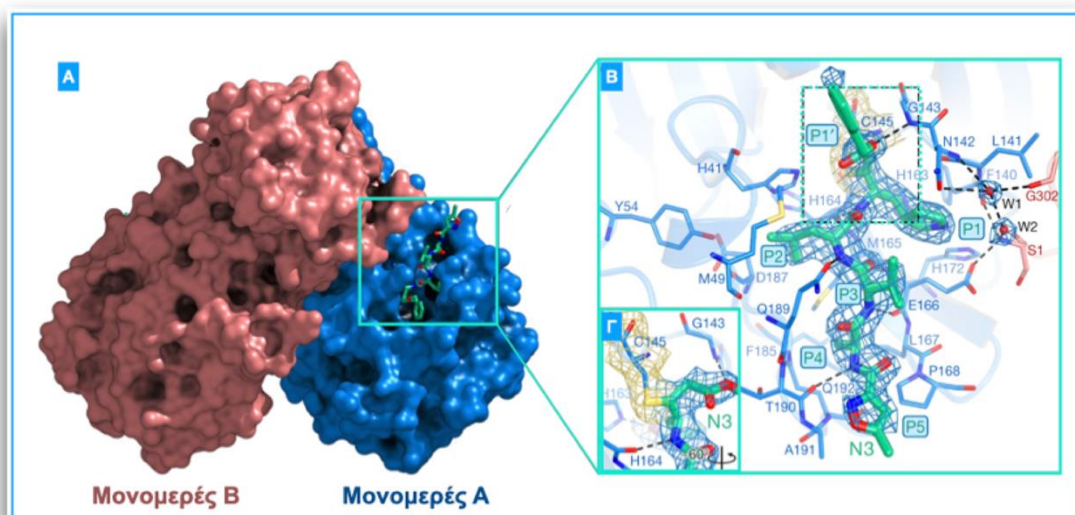 A
B
P1′
C145
G143
N142
L141
H41
H163
F140
G302
W1
Y54
H164
P1
W2
P2
M165
S1
M49
D187
H172
P3
E166
Q189
Γ
G143
C145
F185
P4
L167
P168
H163
Q192
N3
T190
P5
H164
60°
A191
N3
Μονομερές Β
Μονομερές Α